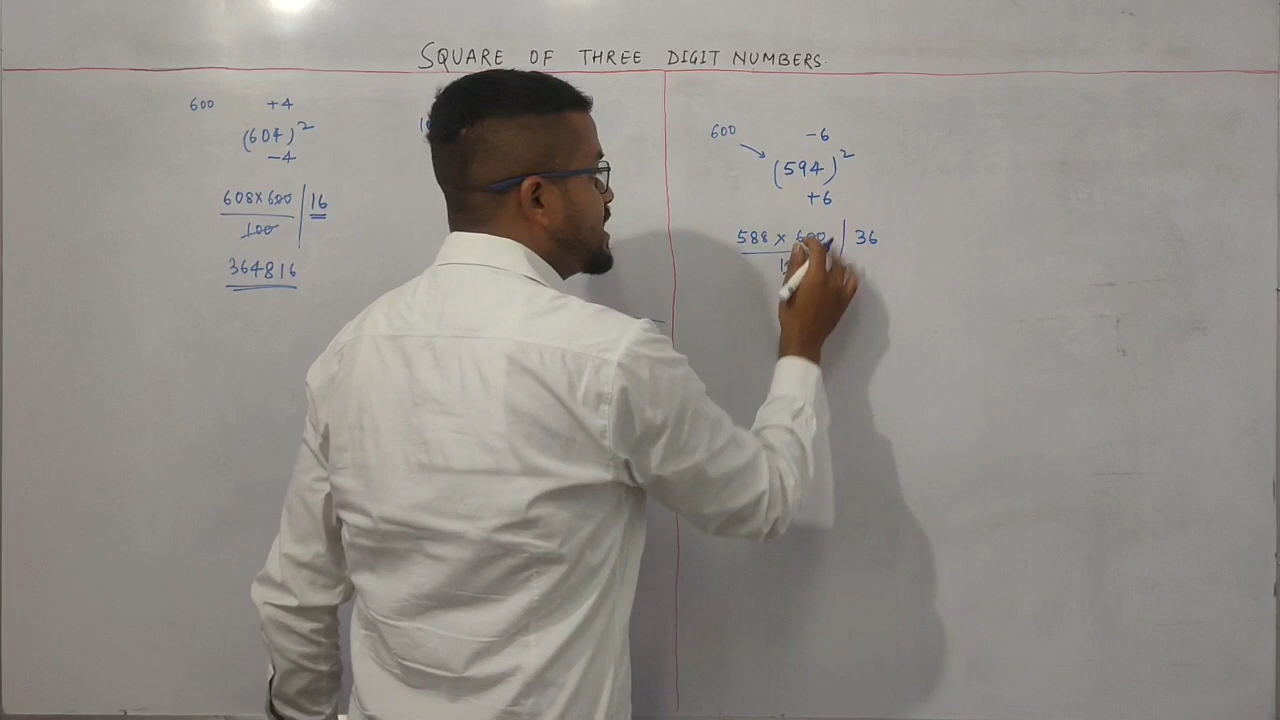 SQUARE OF THREE DIGIT NUMBERS.
600 +4
(604)²
-4
608×600 | 16
100
364816
600 -6
(594)²
+6
588 × 600 | 36